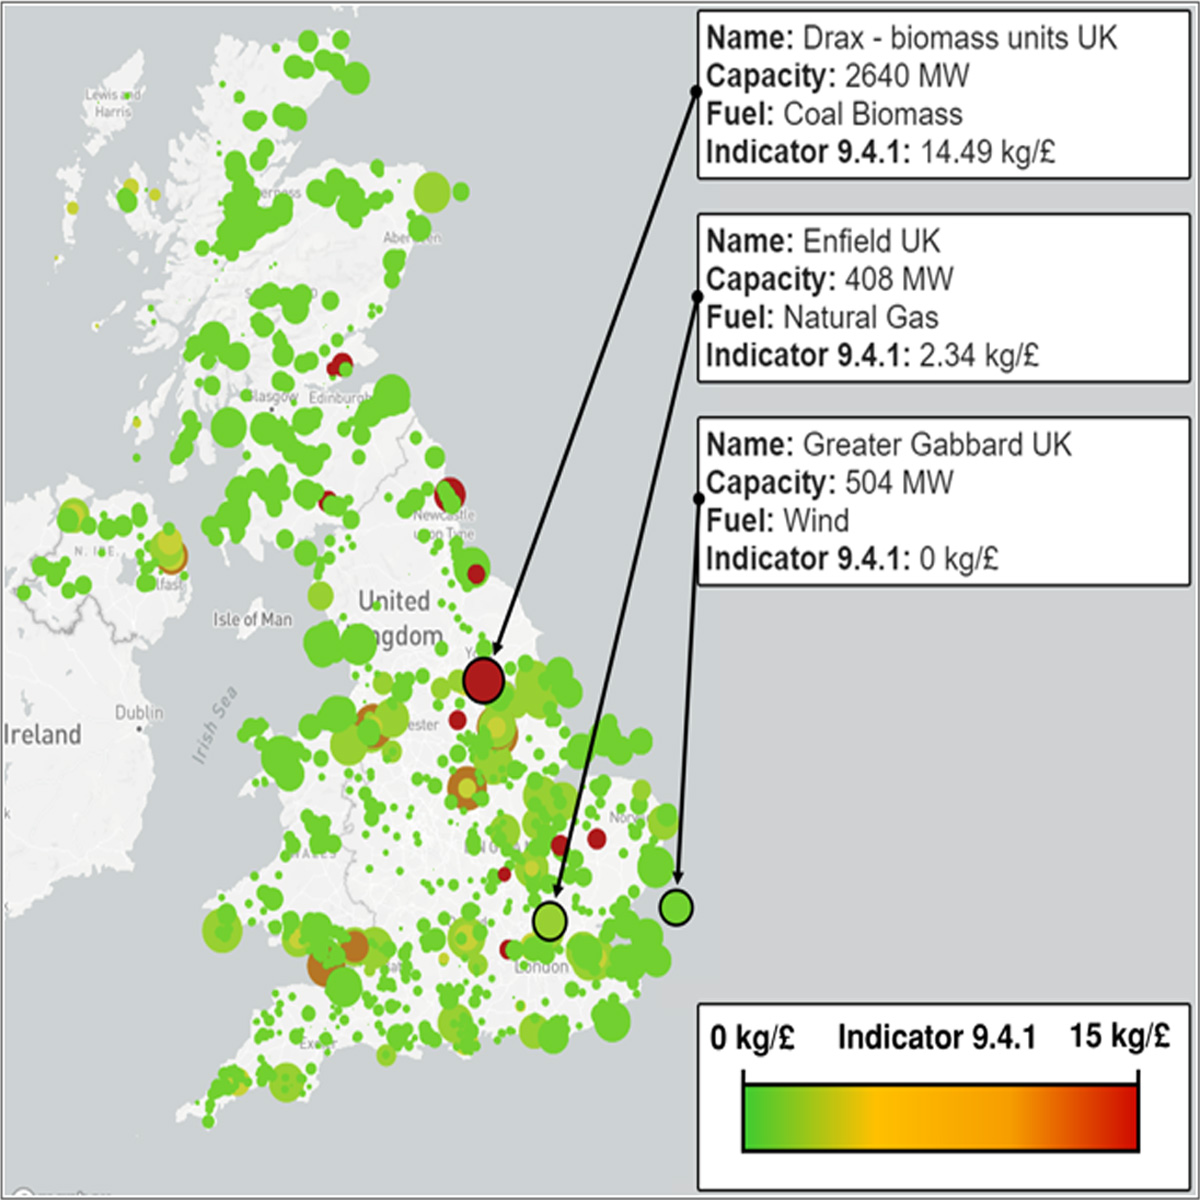 Name: Drax - biomass units UK
Capacity: 2640 MW
Fuel: Coal Biomass
Indicator 9.4.1: 14.49 kg/£
Name: Enfield UK
Capacity: 408 MW
Fuel: Natural Gas
Indicator 9.4.1: 2.34 kg/£
Name: Greater Gabbard UK
Capacity: 504 MW
Fuel: Wind
Indicator 9.4.1: 0 kg/£
Lewis and
Harris
Edinburgh
Newcastle
upon Tyne
United
Isle of Man
Dublin
Ireland
Irish Sea
London
0 kg/£ Indicator 9.4.1 15 kg/£